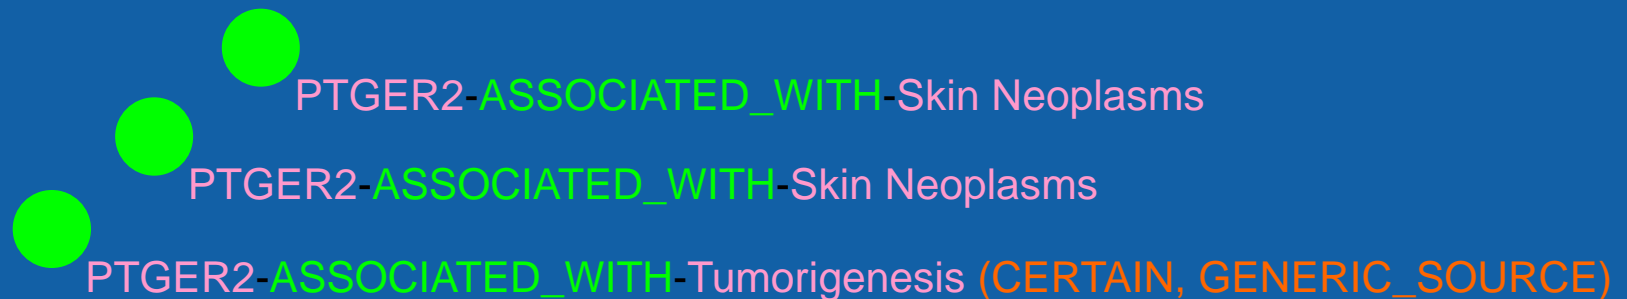 PTGER2-ASSOCIATED_WITH-Skin Neoplasms
PTGER2-ASSOCIATED_WITH-Skin Neoplasms
PTGER2-ASSOCIATED_WITH-Tumorigenesis (CERTAIN, GENERIC_SOURCE)